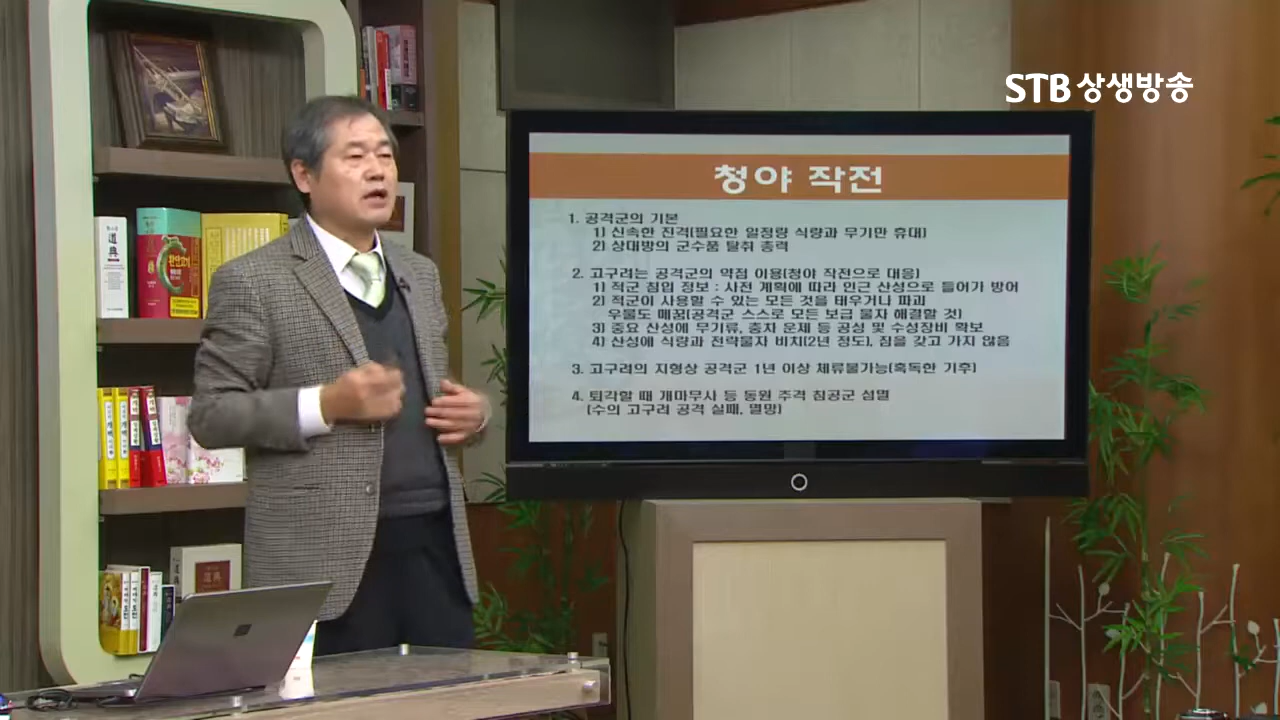 STB 상생방송
청야 작전
1. 공격군의 기본
1) 신속한 진격(필요한 일정량 식량과 무기만 휴대)
2) 상대방의 군수품 탈취 총력
2. 고구려는 공격군의 약점 이용(청야 작전으로 대응)
1) 적군 침입 정보 : 사전 계획에 따라 인근 산성으로 들어가 방어
2) 적군이 사용할 수 있는 모든 것을 태우거나 파괴
우물도 메꿈(공격군 스스로 모든 보급 물자 해결할 것)
3) 중요 산성에 무기류, 충차 운제 등 공성 및 수성장비 확보
4) 산성에 식량과 전략물자 비치(2년 정도), 짐을 갖고 가지 않음
3. 고구려의 지형상 공격군 1년 이상 체류불가능(혹독한 기후)
4. 퇴각할 때 개마무사 등 동원 추격 침공군 섬멸
(수의 고구려 공격 실패, 멸망)
道典
환단고기
道典